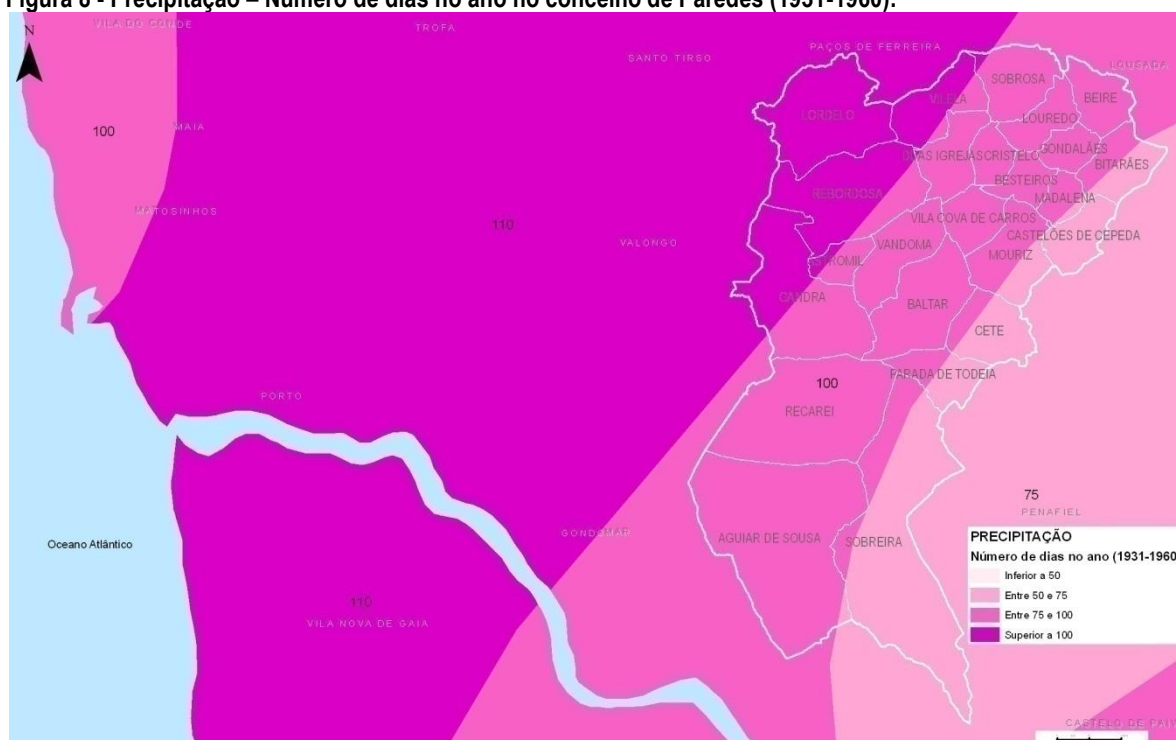 Figura 8 - Precipitação – Número de dias no ano no concelho de Paredes (1931-1960).
VILA DO CONDE
TROFA
SANTO TIRSO
PAÇOS DE FERREIRA
LOUSADA
N
SOBROSA
VILELA
BEIRE
LORDELO
LOUREDO
100
MAIA
DUAS IGREJAS
CRISTELO
GONDALÃES
BITARÃES
BESTEIROS
REBORDOSA
MADALENA
MATOSINHOS
110
VILA COVA DE CARROS
VALONGO
VANDOMA
CASTELÕES DE CEPEDA
MOURIZ
ASTROMIL
GANDRA
BALTAR
CETE
PARADA DE TODEIA
100
PORTO
RECAREI
75
PENAFIEL
GONDOMAR
AGUIAR DE SOUSA
SOBREIRA
Oceano Atlântico
PRECIPITAÇÃO
Número de dias no ano (1931-1960
Inferior a 50
Entre 50 e 75
Entre 75 e 100
Superior a 100
110
VILA NOVA DE GAIA
CASTELO DE PAIV